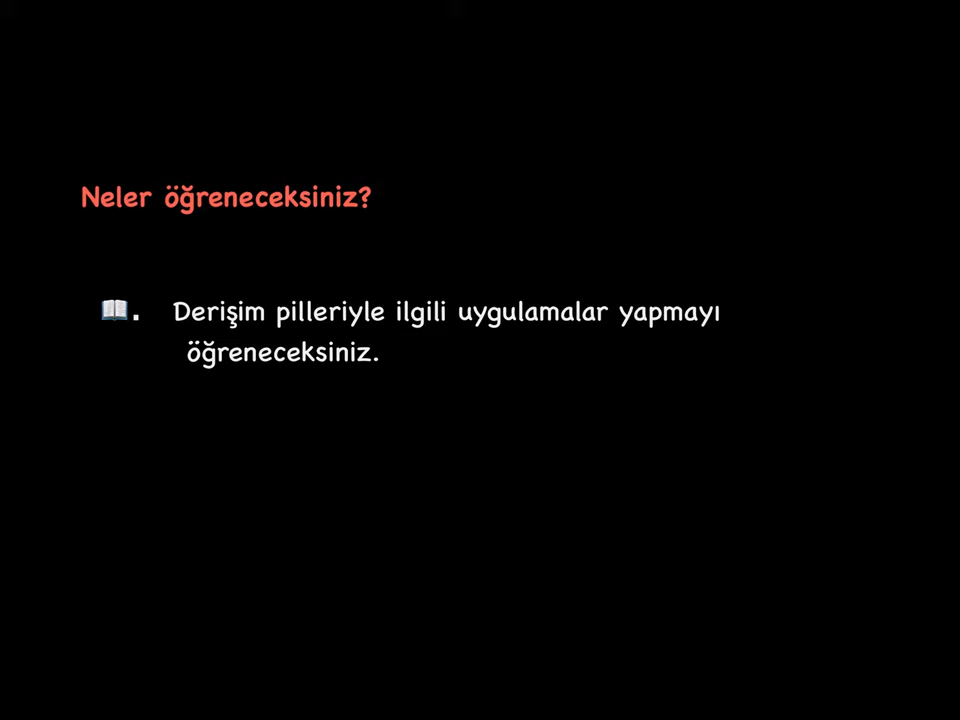 Neler öğreneceksiniz?
📖. Derişim pilleriyle ilgili uygulamalar yapmayı
öğreneceksiniz.